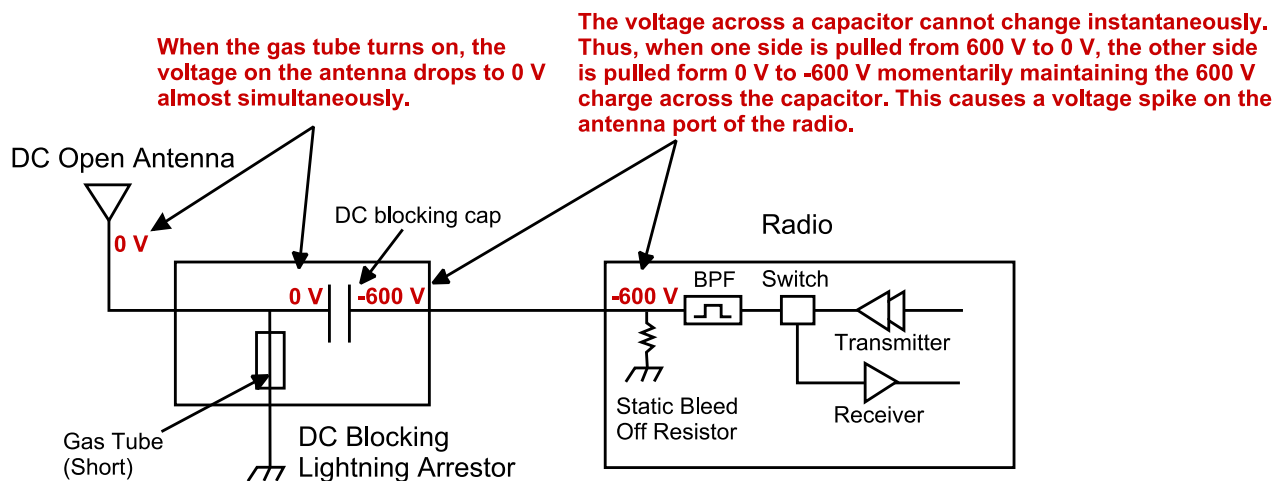 When the gas tube turns on, the
voltage on the antenna drops to 0 V
almost simultaneously.
The voltage across a capacitor cannot change instantaneously.
Thus, when one side is pulled from 600 V to 0 V, the other side
is pulled form 0 V to -600 V momentarily maintaining the 600 V
charge across the capacitor. This causes a voltage spike on the
antenna port of the radio.
DC Open Antenna
DC blocking cap
Radio
0 V
0 V
-600 V
-600 V
BPF
Switch
Transmitter
Receiver
Static Bleed
Off Resistor
Gas Tube
(Short)
DC Blocking
Lightning Arrestor